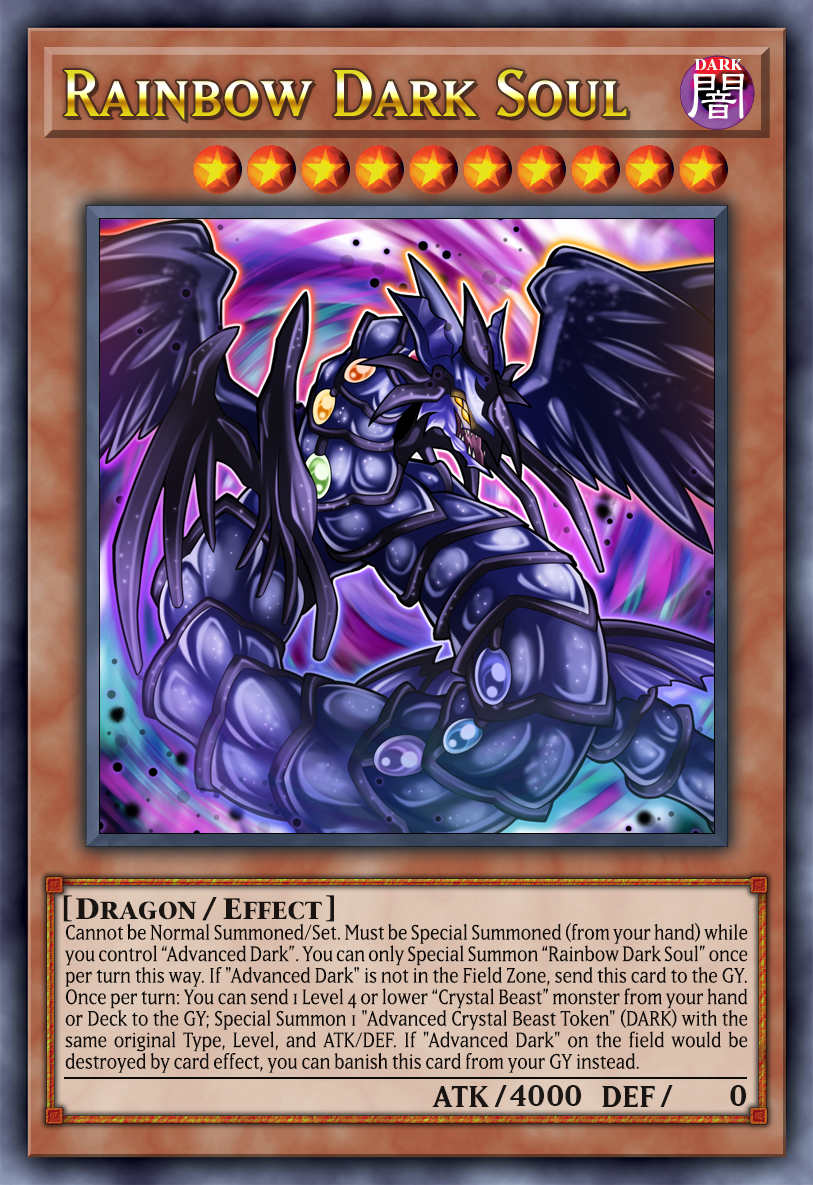 Rainbow Dark Soul
DARK
闇
[Dragon / Effect]
Cannot be Normal Summoned/Set. Must be Special Summoned (from your hand) while
you control “Advanced Dark”. You can only Special Summon “Rainbow Dark Soul” once
per turn this way. If "Advanced Dark" is not in the Field Zone, send this card to the GY.
Once per turn: You can send 1 Level 4 or lower “Crystal Beast” monster from your hand
or Deck to the GY; Special Summon 1 "Advanced Crystal Beast Token" (DARK) with the
same original Type, Level, and ATK/DEF. If "Advanced Dark" on the field would be
destroyed by card effect, you can banish this card from your GY instead.
ATK / 4000 DEF / 0